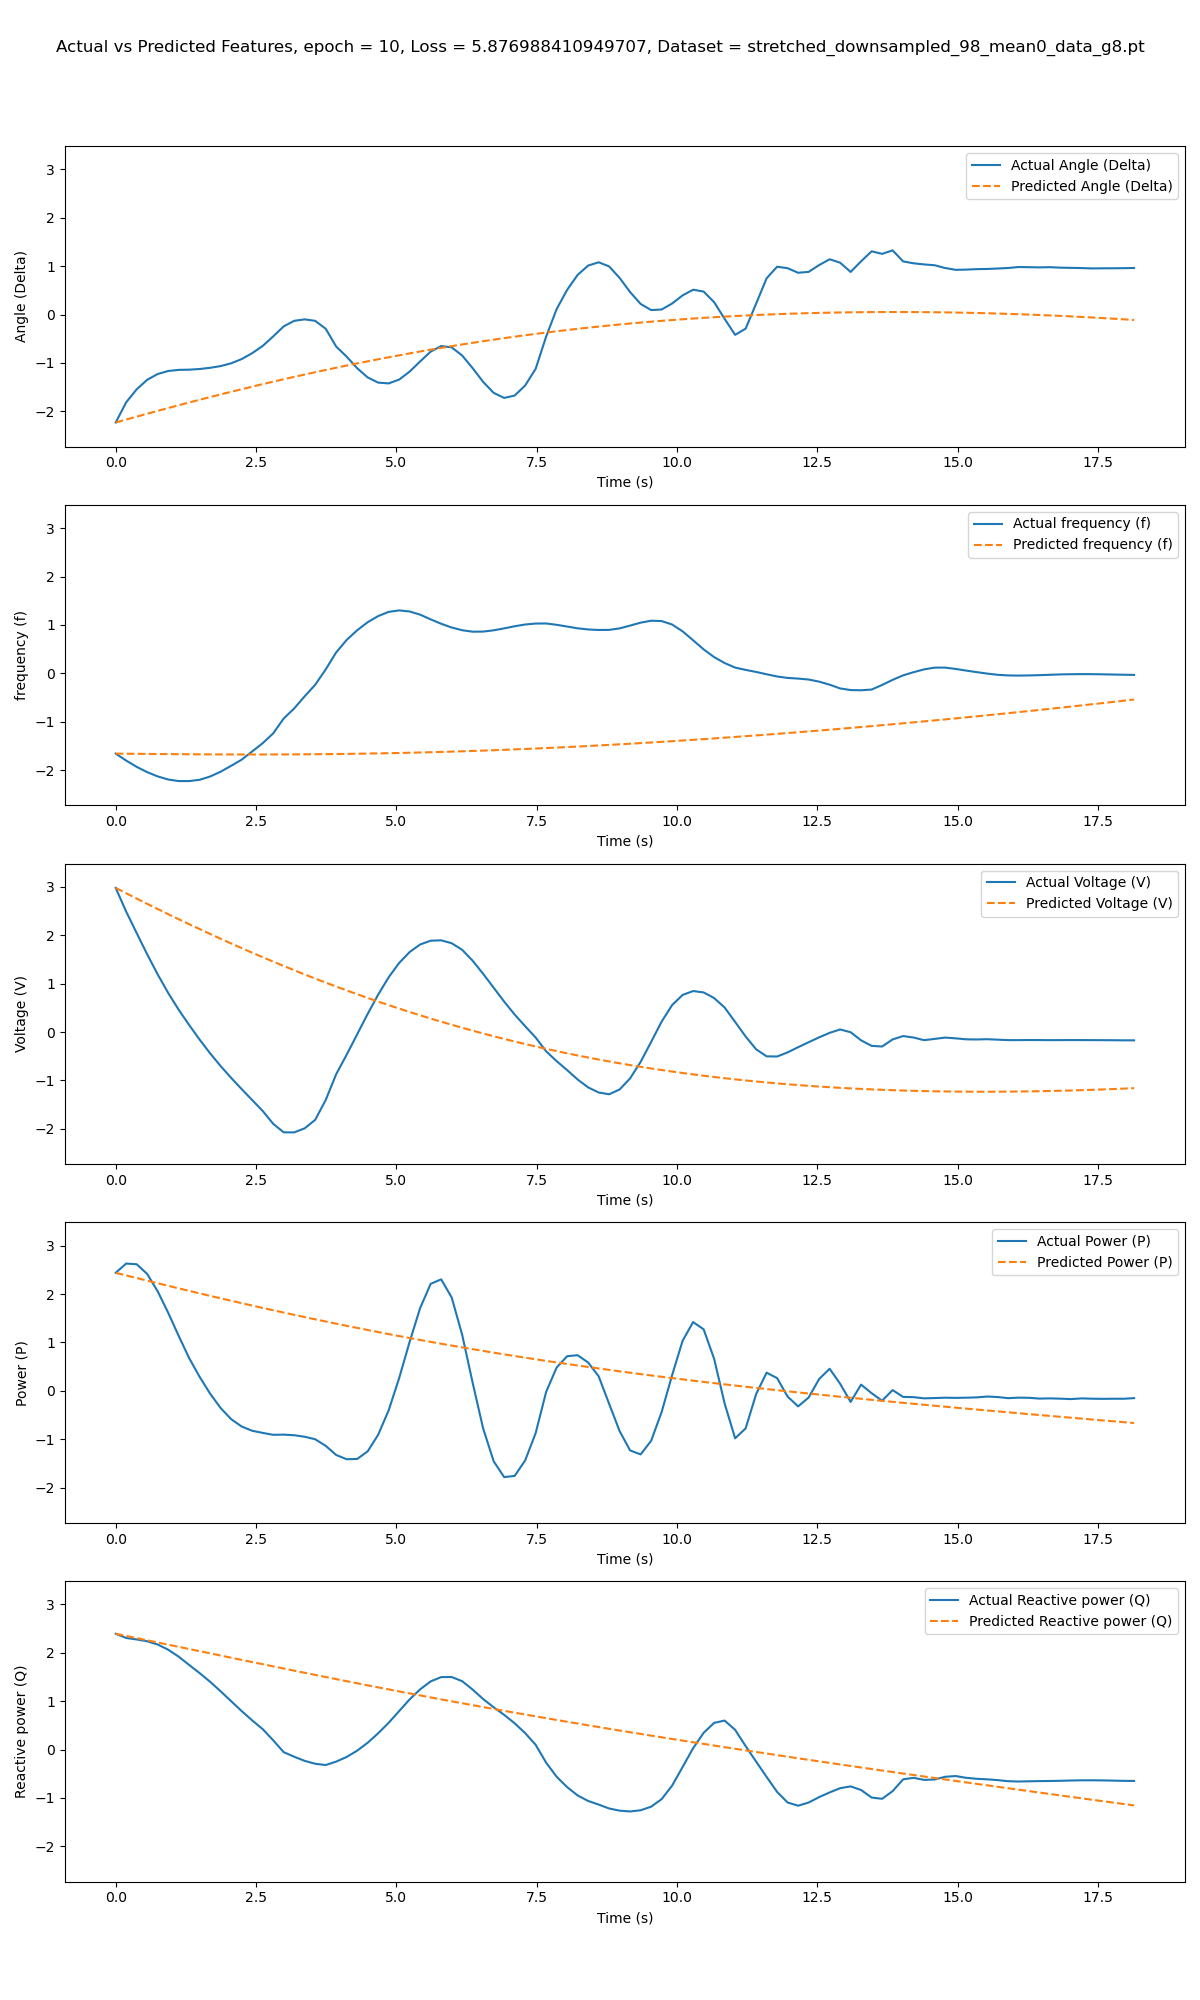 Actual vs Predicted Features, epoch = 10, Loss = 5.876988410949707, Dataset = stretched_downsampled_98_mean0_data_g8.pt
Angle (Delta)
3
2
1
0
−1
−2
Actual Angle (Delta)
Predicted Angle (Delta)
0.0 2.5 5.0 7.5 10.0 12.5 15.0 17.5
Time (s)
frequency (f)
3
2
1
0
−1
−2
Actual frequency (f)
Predicted frequency (f)
0.0 2.5 5.0 7.5 10.0 12.5 15.0 17.5
Time (s)
Voltage (V)
3
2
1
0
−1
−2
Actual Voltage (V)
Predicted Voltage (V)
0.0 2.5 5.0 7.5 10.0 12.5 15.0 17.5
Time (s)
Power (P)
3
2
1
0
−1
−2
Actual Power (P)
Predicted Power (P)
0.0 2.5 5.0 7.5 10.0 12.5 15.0 17.5
Time (s)
Reactive power (Q)
3
2
1
0
−1
−2
Actual Reactive power (Q)
Predicted Reactive power (Q)
0.0 2.5 5.0 7.5 10.0 12.5 15.0 17.5
Time (s)